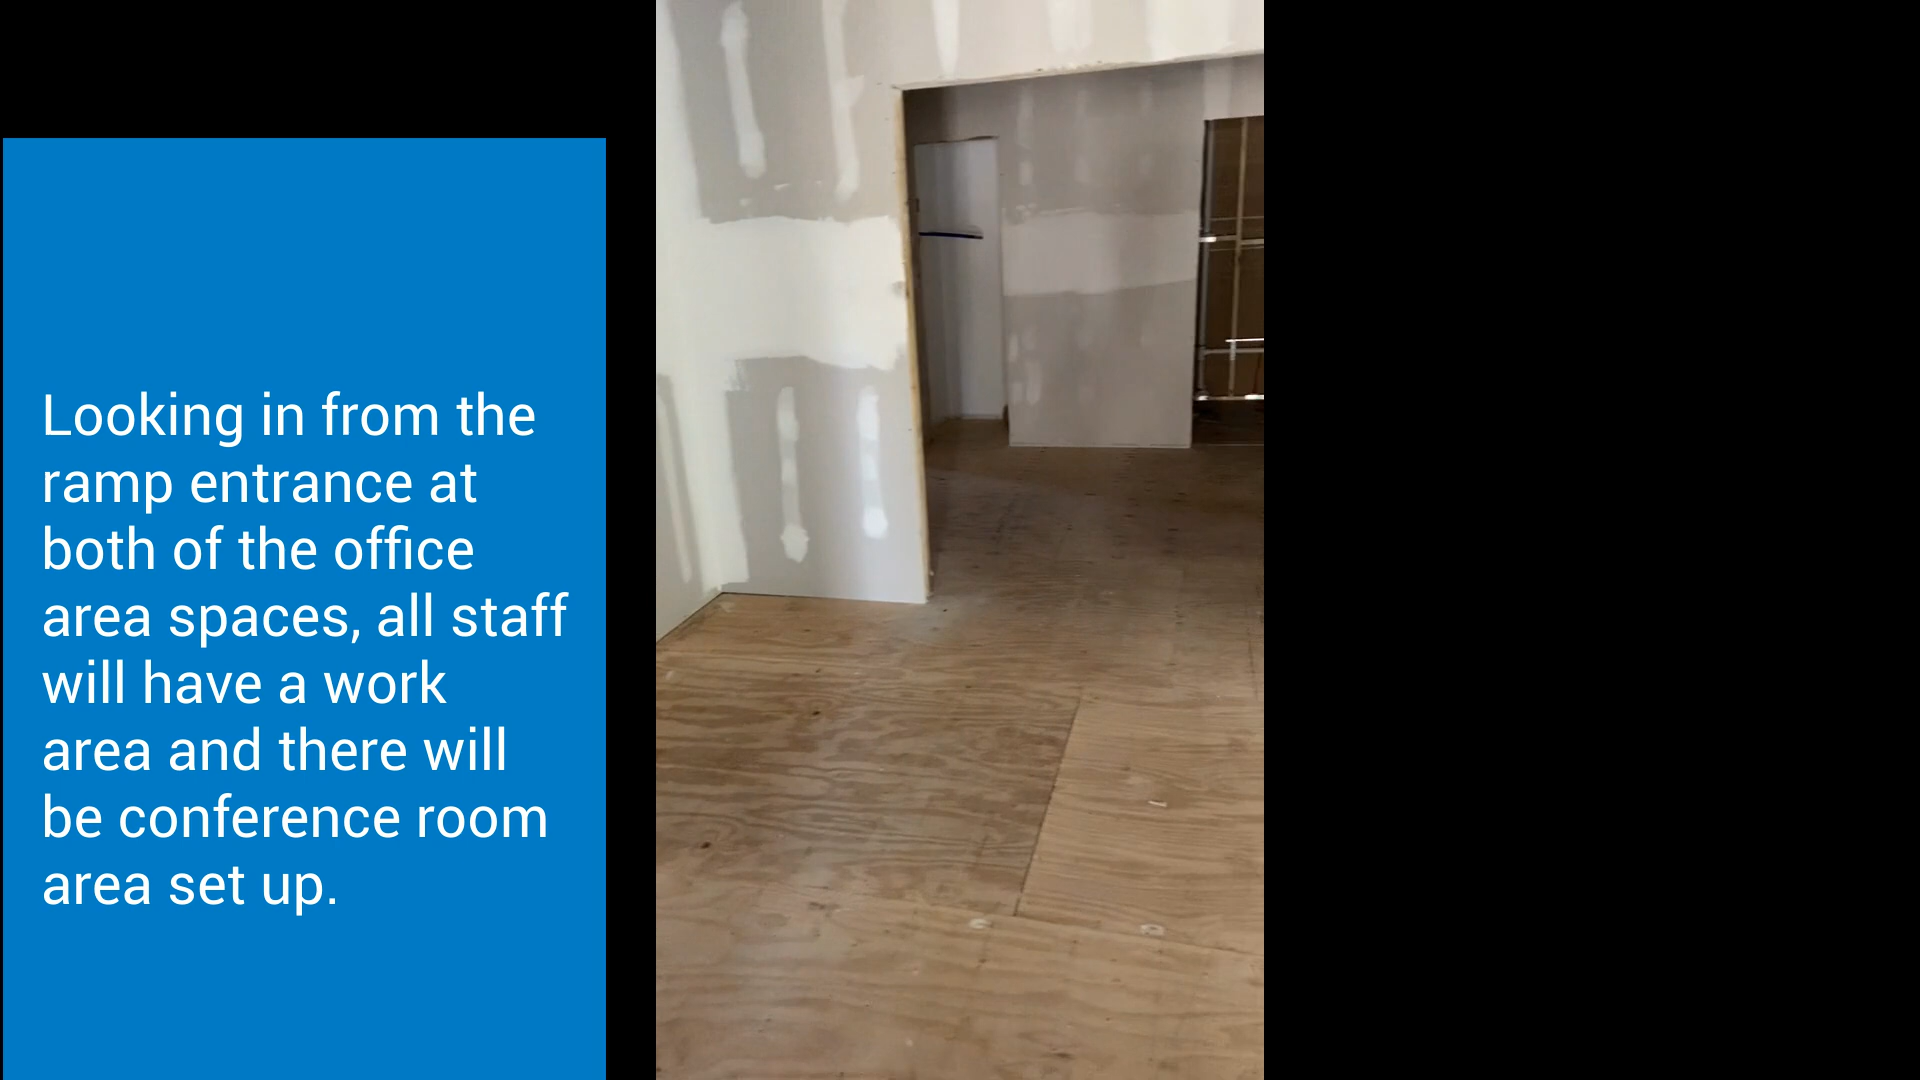 Looking in from the
ramp entrance at
both of the office
area spaces, all staff
will have a work
area and there will
be conference room
area set up.